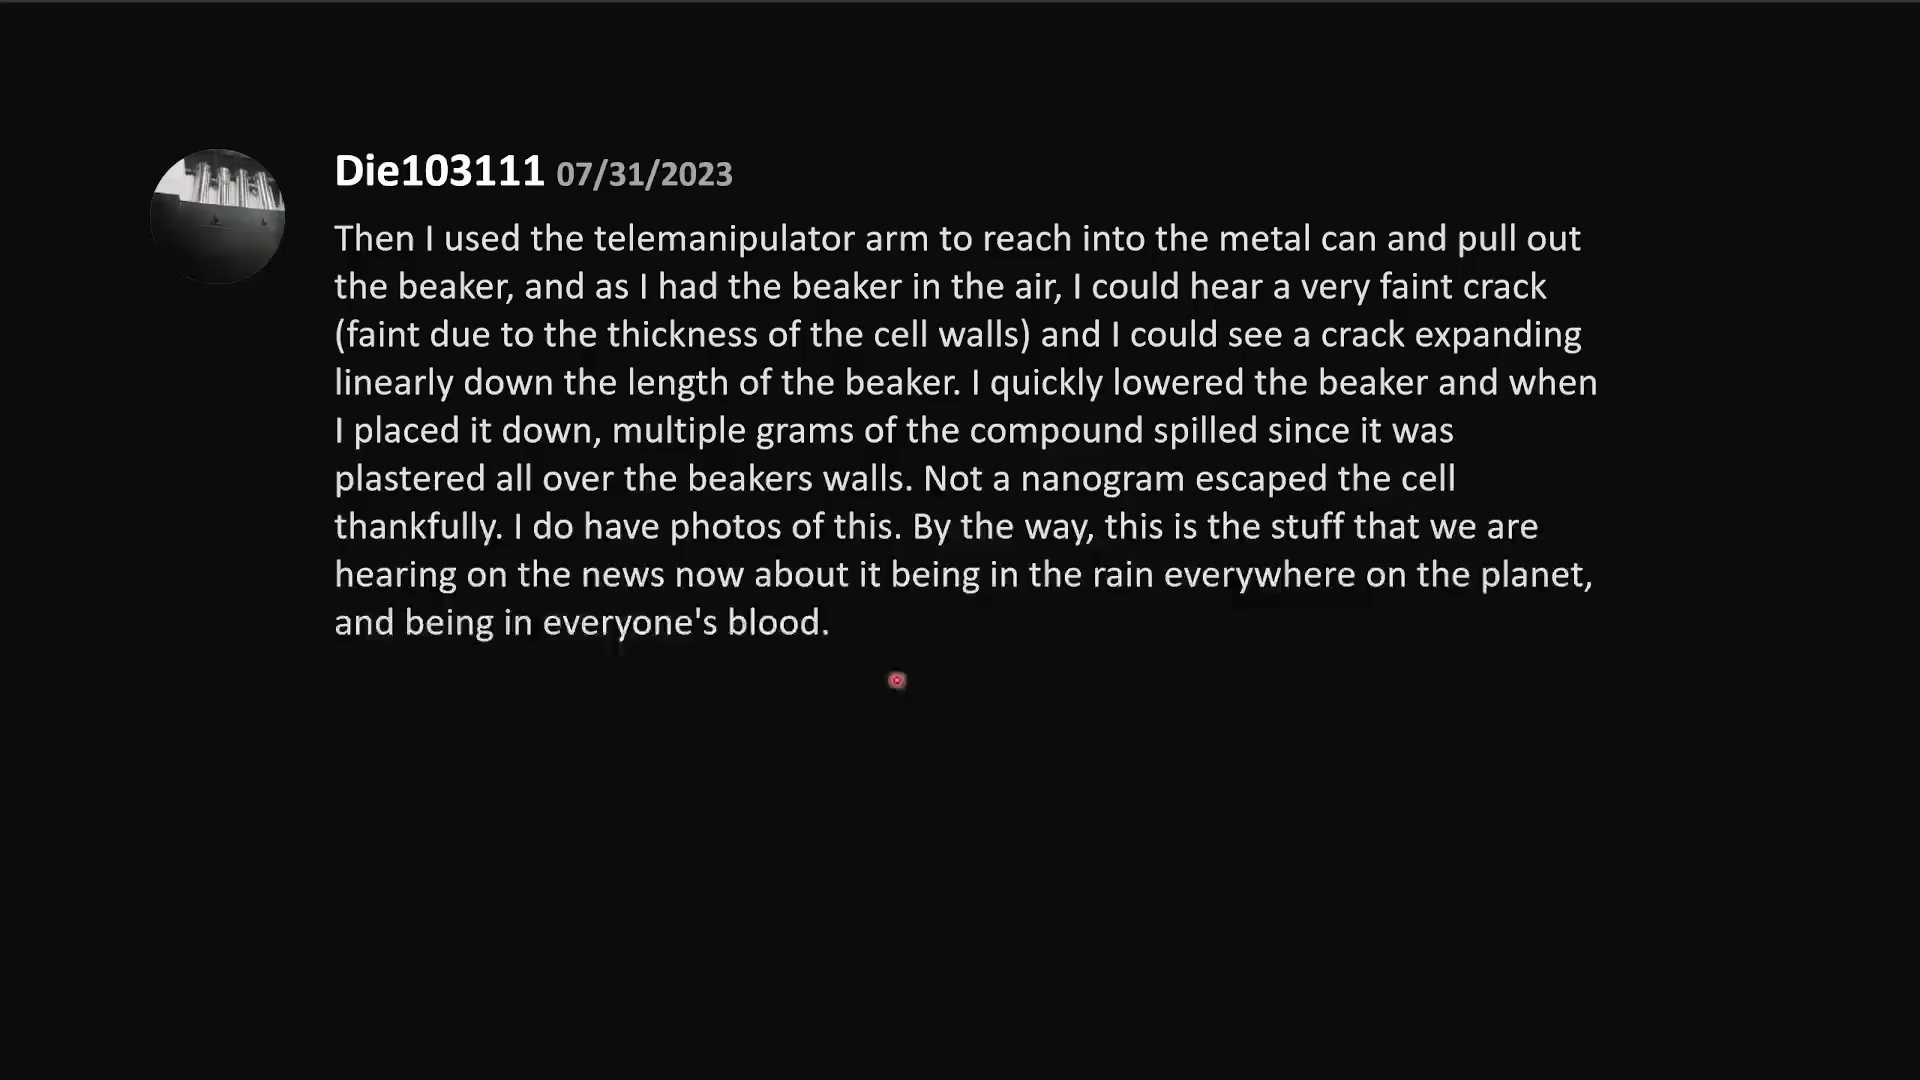 Die103111 07/31/2023
Then I used the telemanipulator arm to reach into the metal can and pull out
the beaker, and as I had the beaker in the air, I could hear a very faint crack
(faint due to the thickness of the cell walls) and I could see a crack expanding
linearly down the length of the beaker. I quickly lowered the beaker and when
I placed it down, multiple grams of the compound spilled since it was
plastered all over the beakers walls. Not a nanogram escaped the cell
thankfully. I do have photos of this. By the way, this is the stuff that we are
hearing on the news now about it being in the rain everywhere on the planet,
and being in everyone's blood.